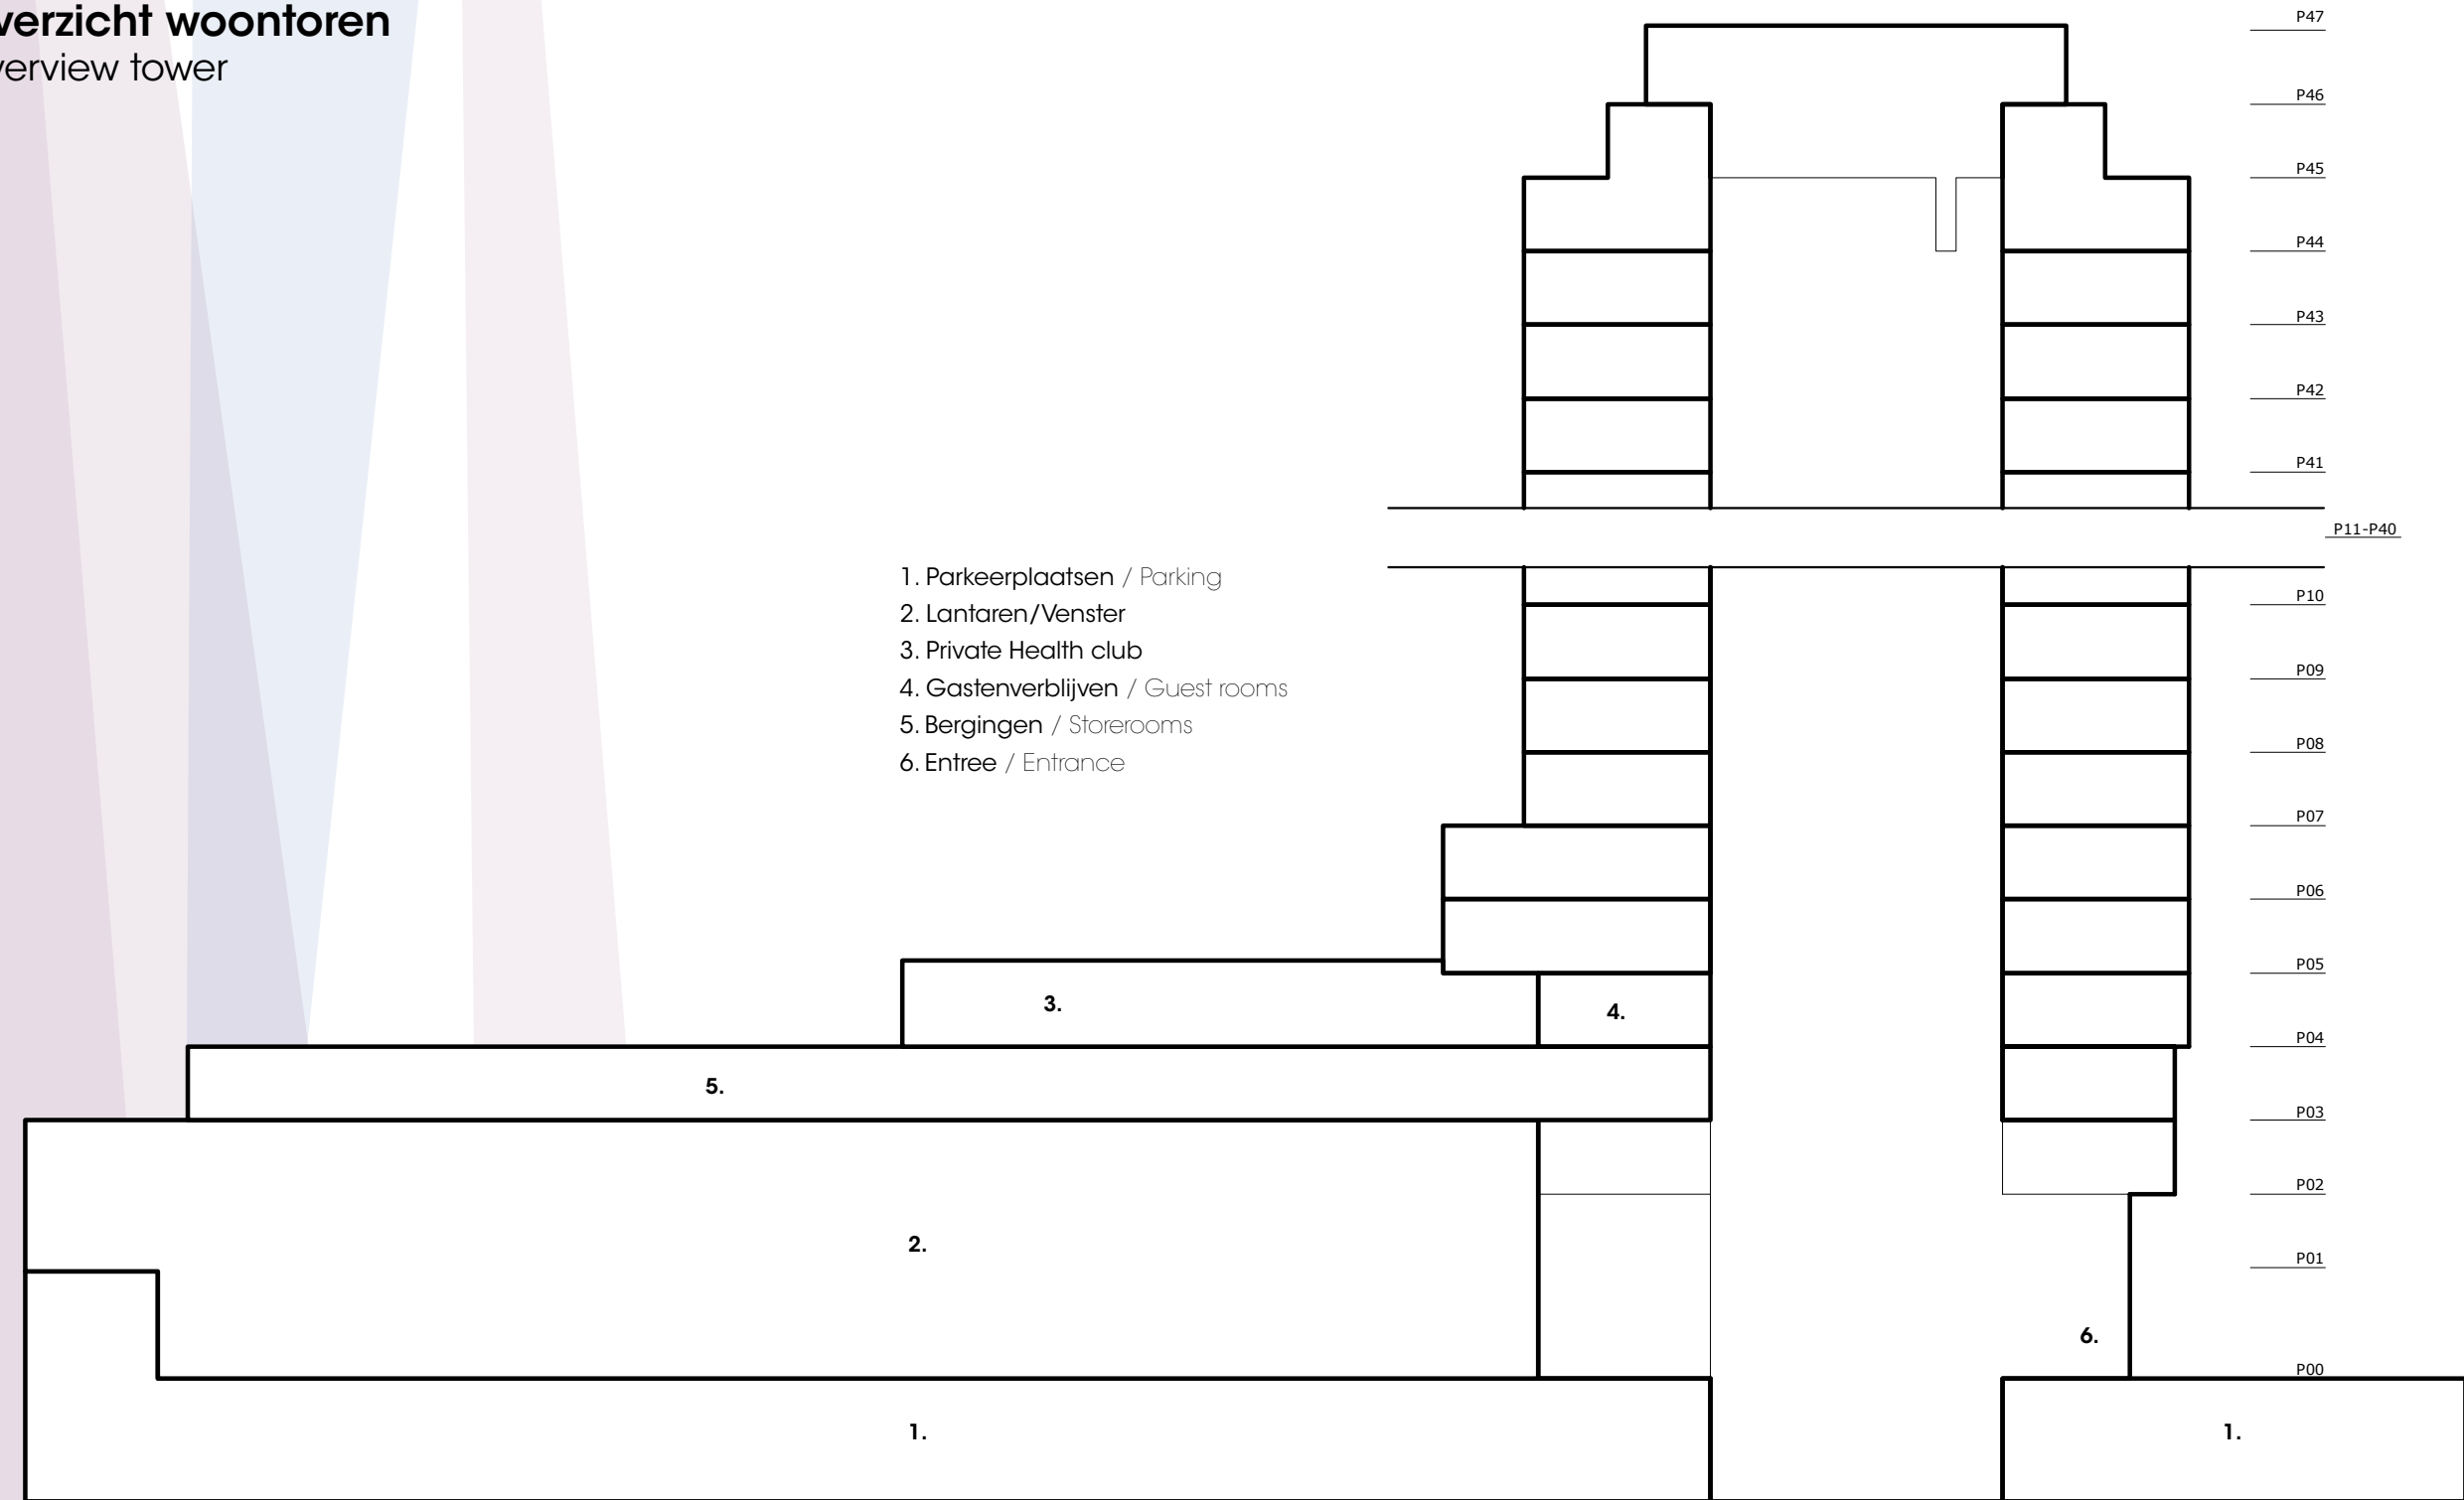 verzicht woontoren
verview tower
P47
P46
P45
P44
P43
P42
P41
P11-P40
1. Parkeerplaatsen / Parking
2. Lantaren/Venster
3. Private Health club
4. Gastenverblijven / Guest rooms
5. Bergingen / Storerooms
6. Entree / Entrance
P10
P09
P08
P07
P06
P05
3.
4.
P04
5.
P03
P02
2.
P01
6.
P00
1.
1.